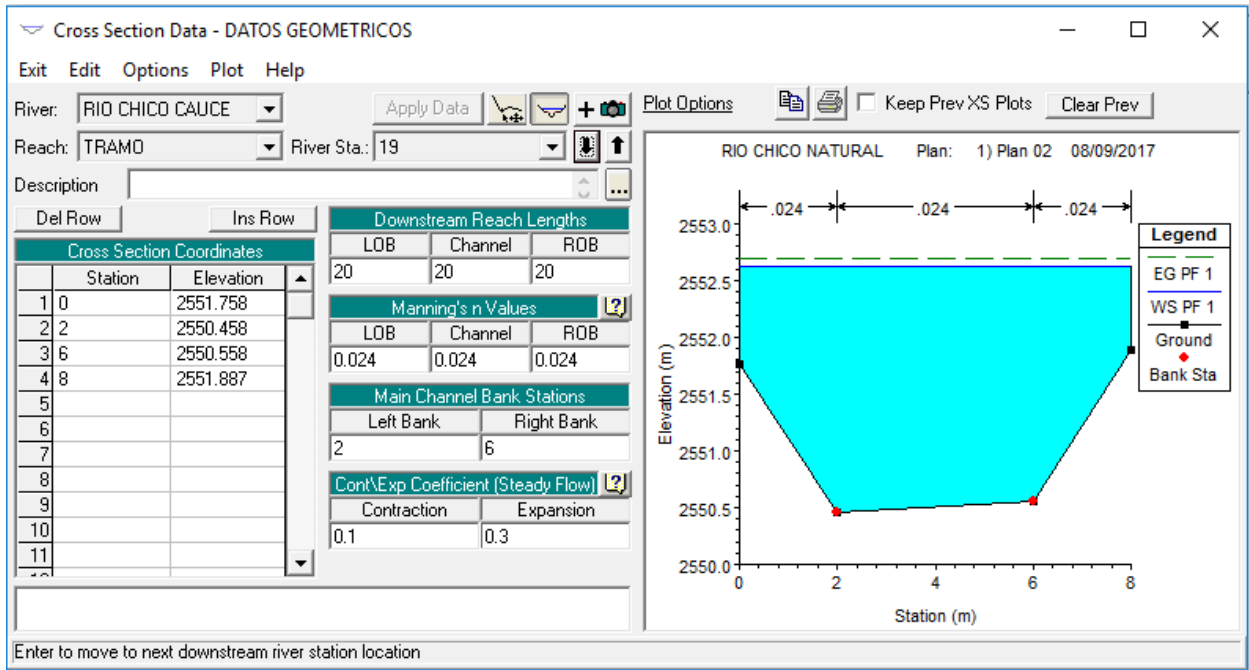 Cross Section Data - DATOS GEOMETRICOS
Exit Edit Options Plot Help
River: RIO CHICO CAUCE
Apply Data
Plot Options
Keep Prev XS Plots
Clear Prev
Reach: TRAMO
River Sta.: 19
Description
...
Del Row
Ins Row
Cross Section Coordinates
Station Elevation
1 0 2551.758
2 2 2550.458
3 6 2550.558
4 8 2551.887
5
6
7
8
9
10
11
Downstream Reach Lengths
LOB Channel ROB
20 20 20
Manning's n Values
LOB Channel ROB
0.024 0.024 0.024
Main Channel Bank Stations
Left Bank Right Bank
2 6
Cont\Exp Coefficient (Steady Flow)
Contraction Expansion
0.1 0.3
RIO CHICO NATURAL Plan: 1) Plan 02 08/09/2017
.024 .024 .024
2553.0
2552.5
2552.0
2551.5
2551.0
2550.5
2550.0
Elevation (m)
0 2 4 6 8
Station (m)
Legend
EG PF 1
WS PF 1
Ground
Bank Sta
Enter to move to next downstream river station location